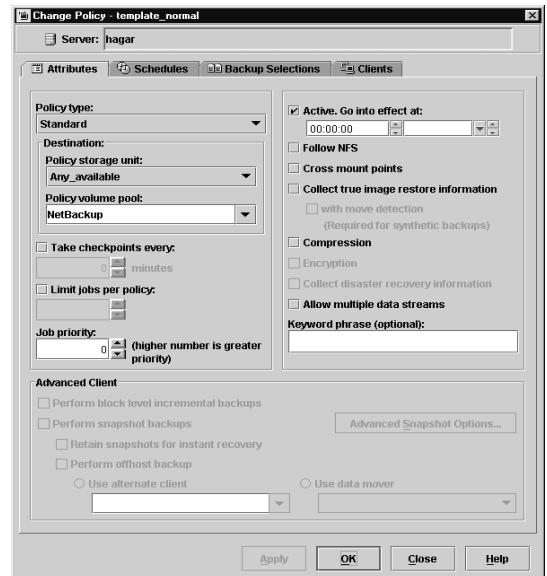 Change Policy - template_normal
Server: hagar
Attributes Schedules Backup Selections Clients
Policy type:
Standard
Destination:
Policy storage unit:
Any_available
Policy volume pool:
NetBackup
Take checkpoints every:
0 minutes
Limit jobs per policy:
Job priority:
0 (higher number is greater
priority)
Active. Go into effect at:
00:00:00
Follow NFS
Cross mount points
Collect true image restore information
with move detection
(Required for synthetic backups)
Compression
Encryption
Collect disaster recovery information
Allow multiple data streams
Keyword phrase (optional):
Advanced Client
Perform block level incremental backups
Perform snapshot backups
Advanced Snapshot Options...
Retain snapshots for instant recovery
Perform offhost backup
Use alternate client Use data mover
Apply OK Close Help